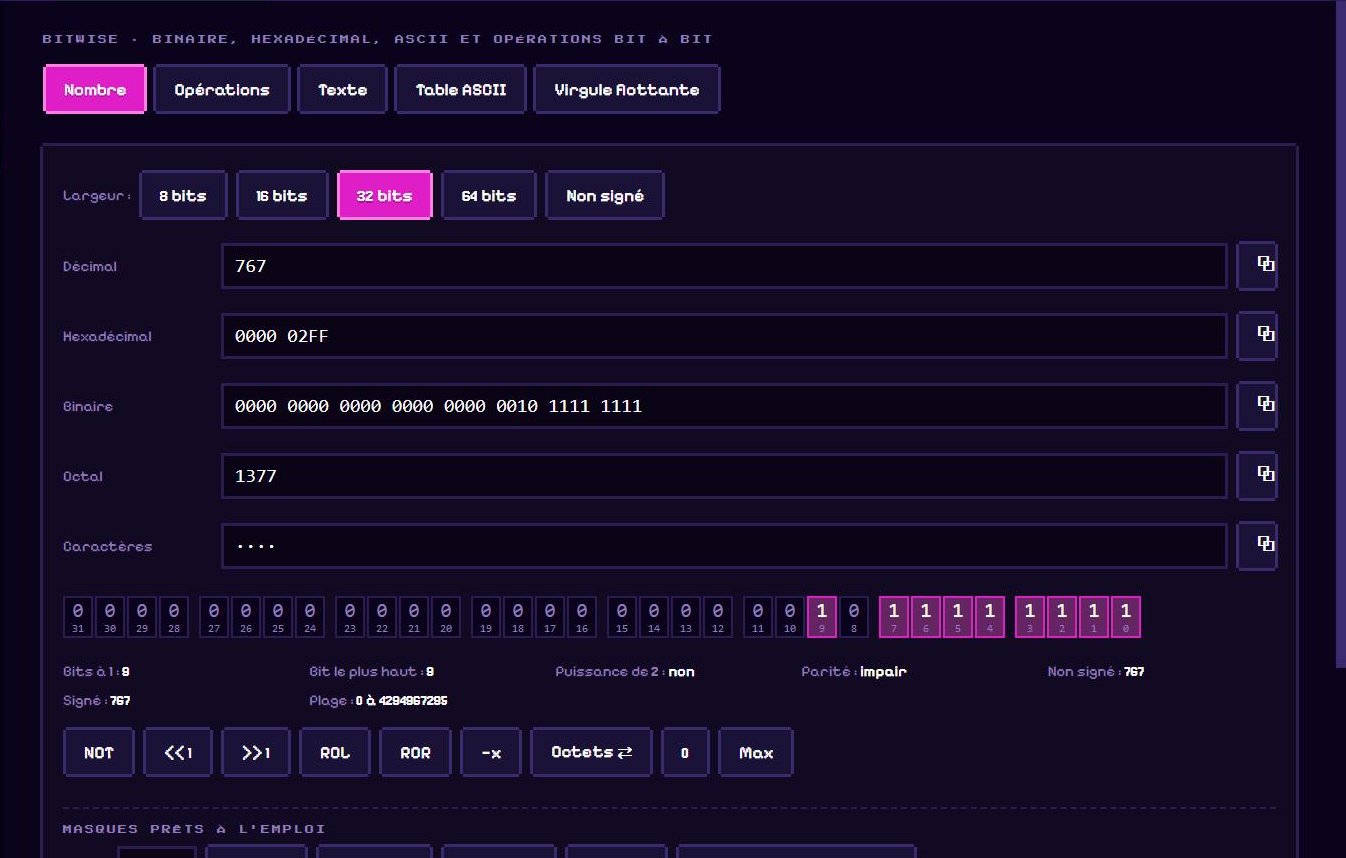 BITWISE · BINAIRE, HEXADÉCIMAL, ASCII ET OPÉRATIONS BIT À BIT
Nombre Opérations Texte Table ASCII Virgule flottante
Largeur : 8 bits 16 bits 32 bits 64 bits Non signé
Décimal 767
Hexadécimal 0000 02FF
Binaire 0000 0000 0000 0000 0000 0010 1111 1111
Octal 1377
Caractères ····
0 0 0 0 0 0 0 0 0 0 0 0 0 0 0 0 0 0 0 0 0 0 1 0 1 1 1 1 1 1 1 1
31 30 29 28 27 26 25 24 23 22 21 20 19 18 17 16 15 14 13 12 11 10 9 8 7 6 5 4 3 2 1 0
Bits à 1 : 9 Bit le plus haut : 9 Puissance de 2 : non Parité : impair Non signé : 767
Signé : 767 Plage : 0 à 4294967295
NOT <<1 >>1 ROL ROR -x Octets ⇄ 0 Max
MASQUES PRÊTS À L'EMPLOI